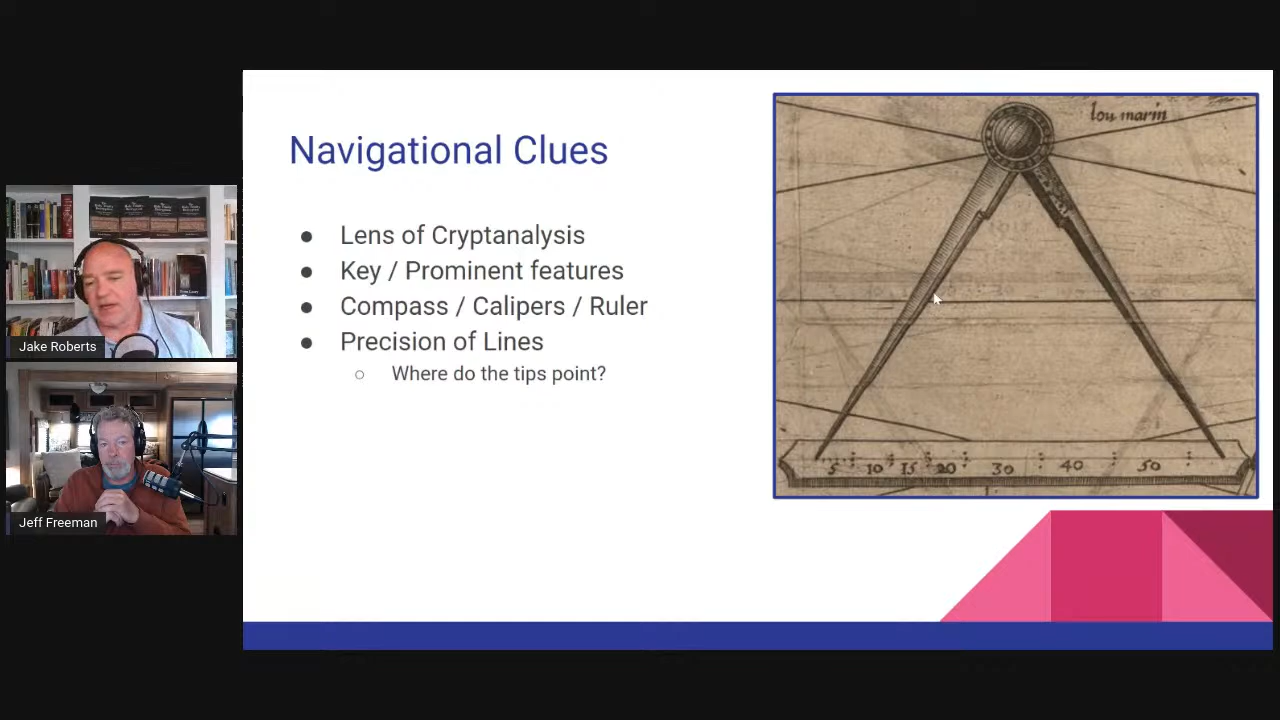 Navigational Clues
● Lens of Cryptanalysis
● Key / Prominent features
● Compass / Calipers / Ruler
● Precision of Lines
○ Where do the tips point?
lou marin
5 10 15 20 30 40 50
Jake Roberts
Jeff Freeman